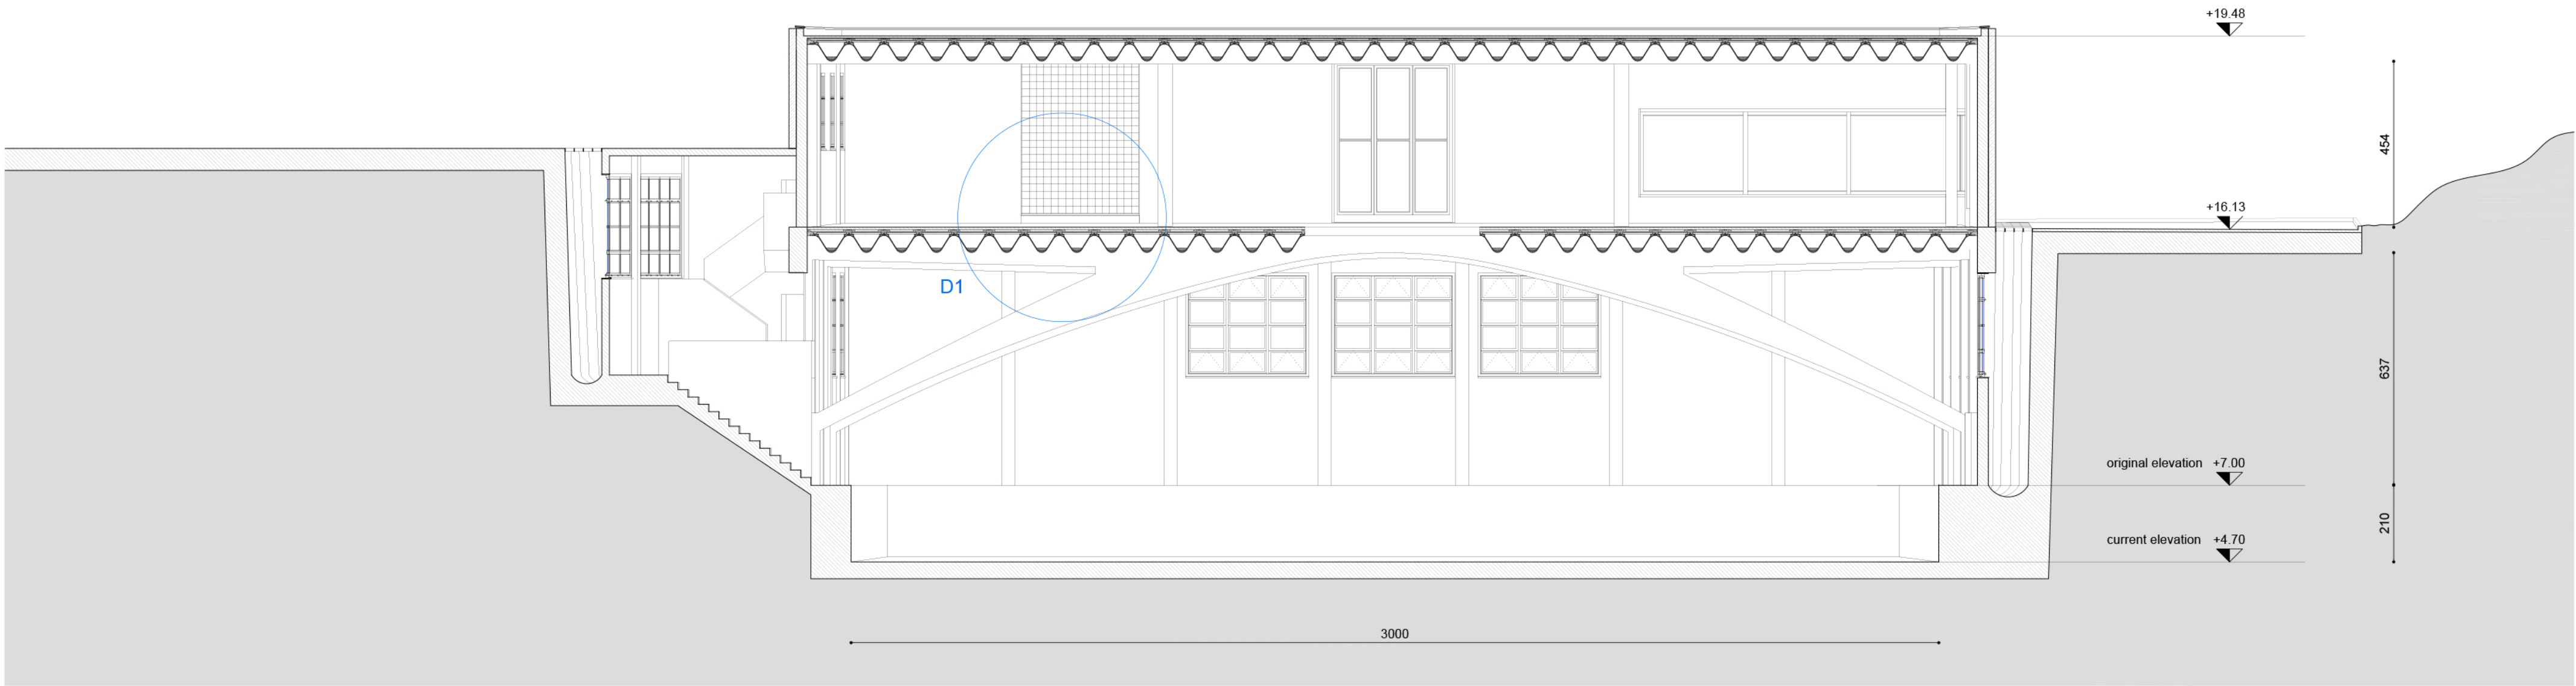 +19.48
454
+16.13
D1
637
original elevation +7.00
210
current elevation +4.70
3000